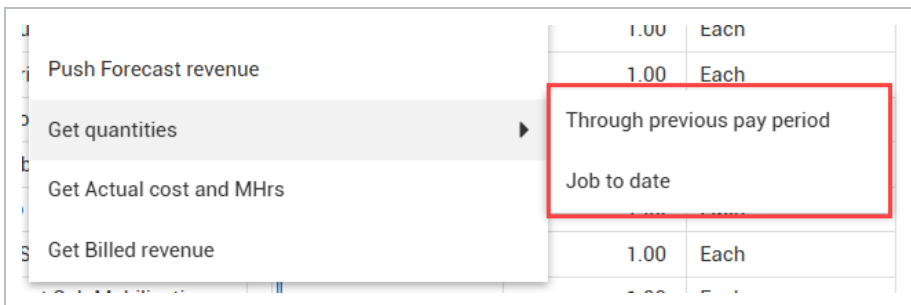 1.00 Each
Push Forecast revenue
1.00 Each
Get quantities
Through previous pay period
Get Actual cost and MHrs
Job to date
Get Billed revenue
1.00 Each